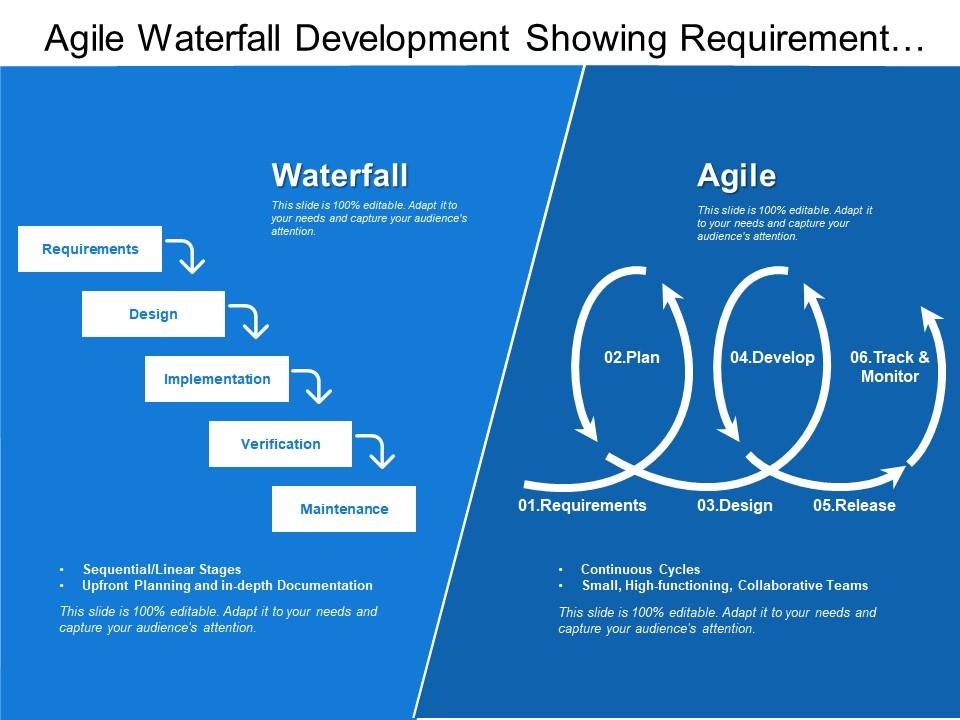 Agile Waterfall Development Showing Requirement…
Waterfall
This slide is 100% editable. Adapt it to
your needs and capture your audience's
attention.
Requirements
Design
Implementation
Verification
Maintenance
• Sequential/Linear Stages
• Upfront Planning and in-depth Documentation
This slide is 100% editable. Adapt it to your needs and
capture your audience's attention.
Agile
This slide is 100% editable. Adapt it
to your needs and capture your
audience's attention.
02.Plan
04.Develop
06.Track &
Monitor
01.Requirements
03.Design
05.Release
• Continuous Cycles
• Small, High-functioning, Collaborative Teams
This slide is 100% editable. Adapt it to your needs and
capture your audience's attention.